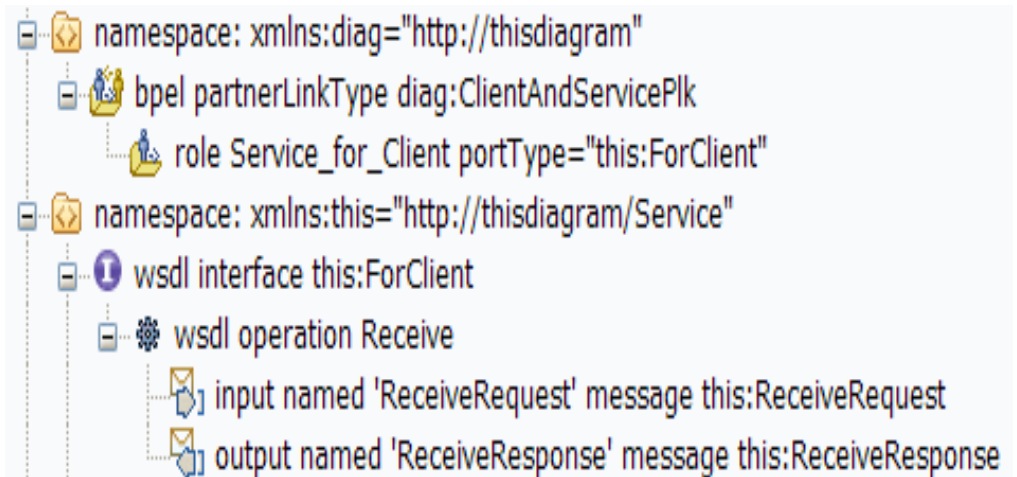 namespace: xmlns:diag="http://thisdiagram"
bpel partnerLinkType diag:ClientAndServicePlk
role Service_for_Client portType="this:ForClient"
namespace: xmlns:this="http://thisdiagram/Service"
wsdl interface this:ForClient
wsdl operation Receive
input named 'ReceiveRequest' message this:ReceiveRequest
output named 'ReceiveResponse' message this:ReceiveResponse